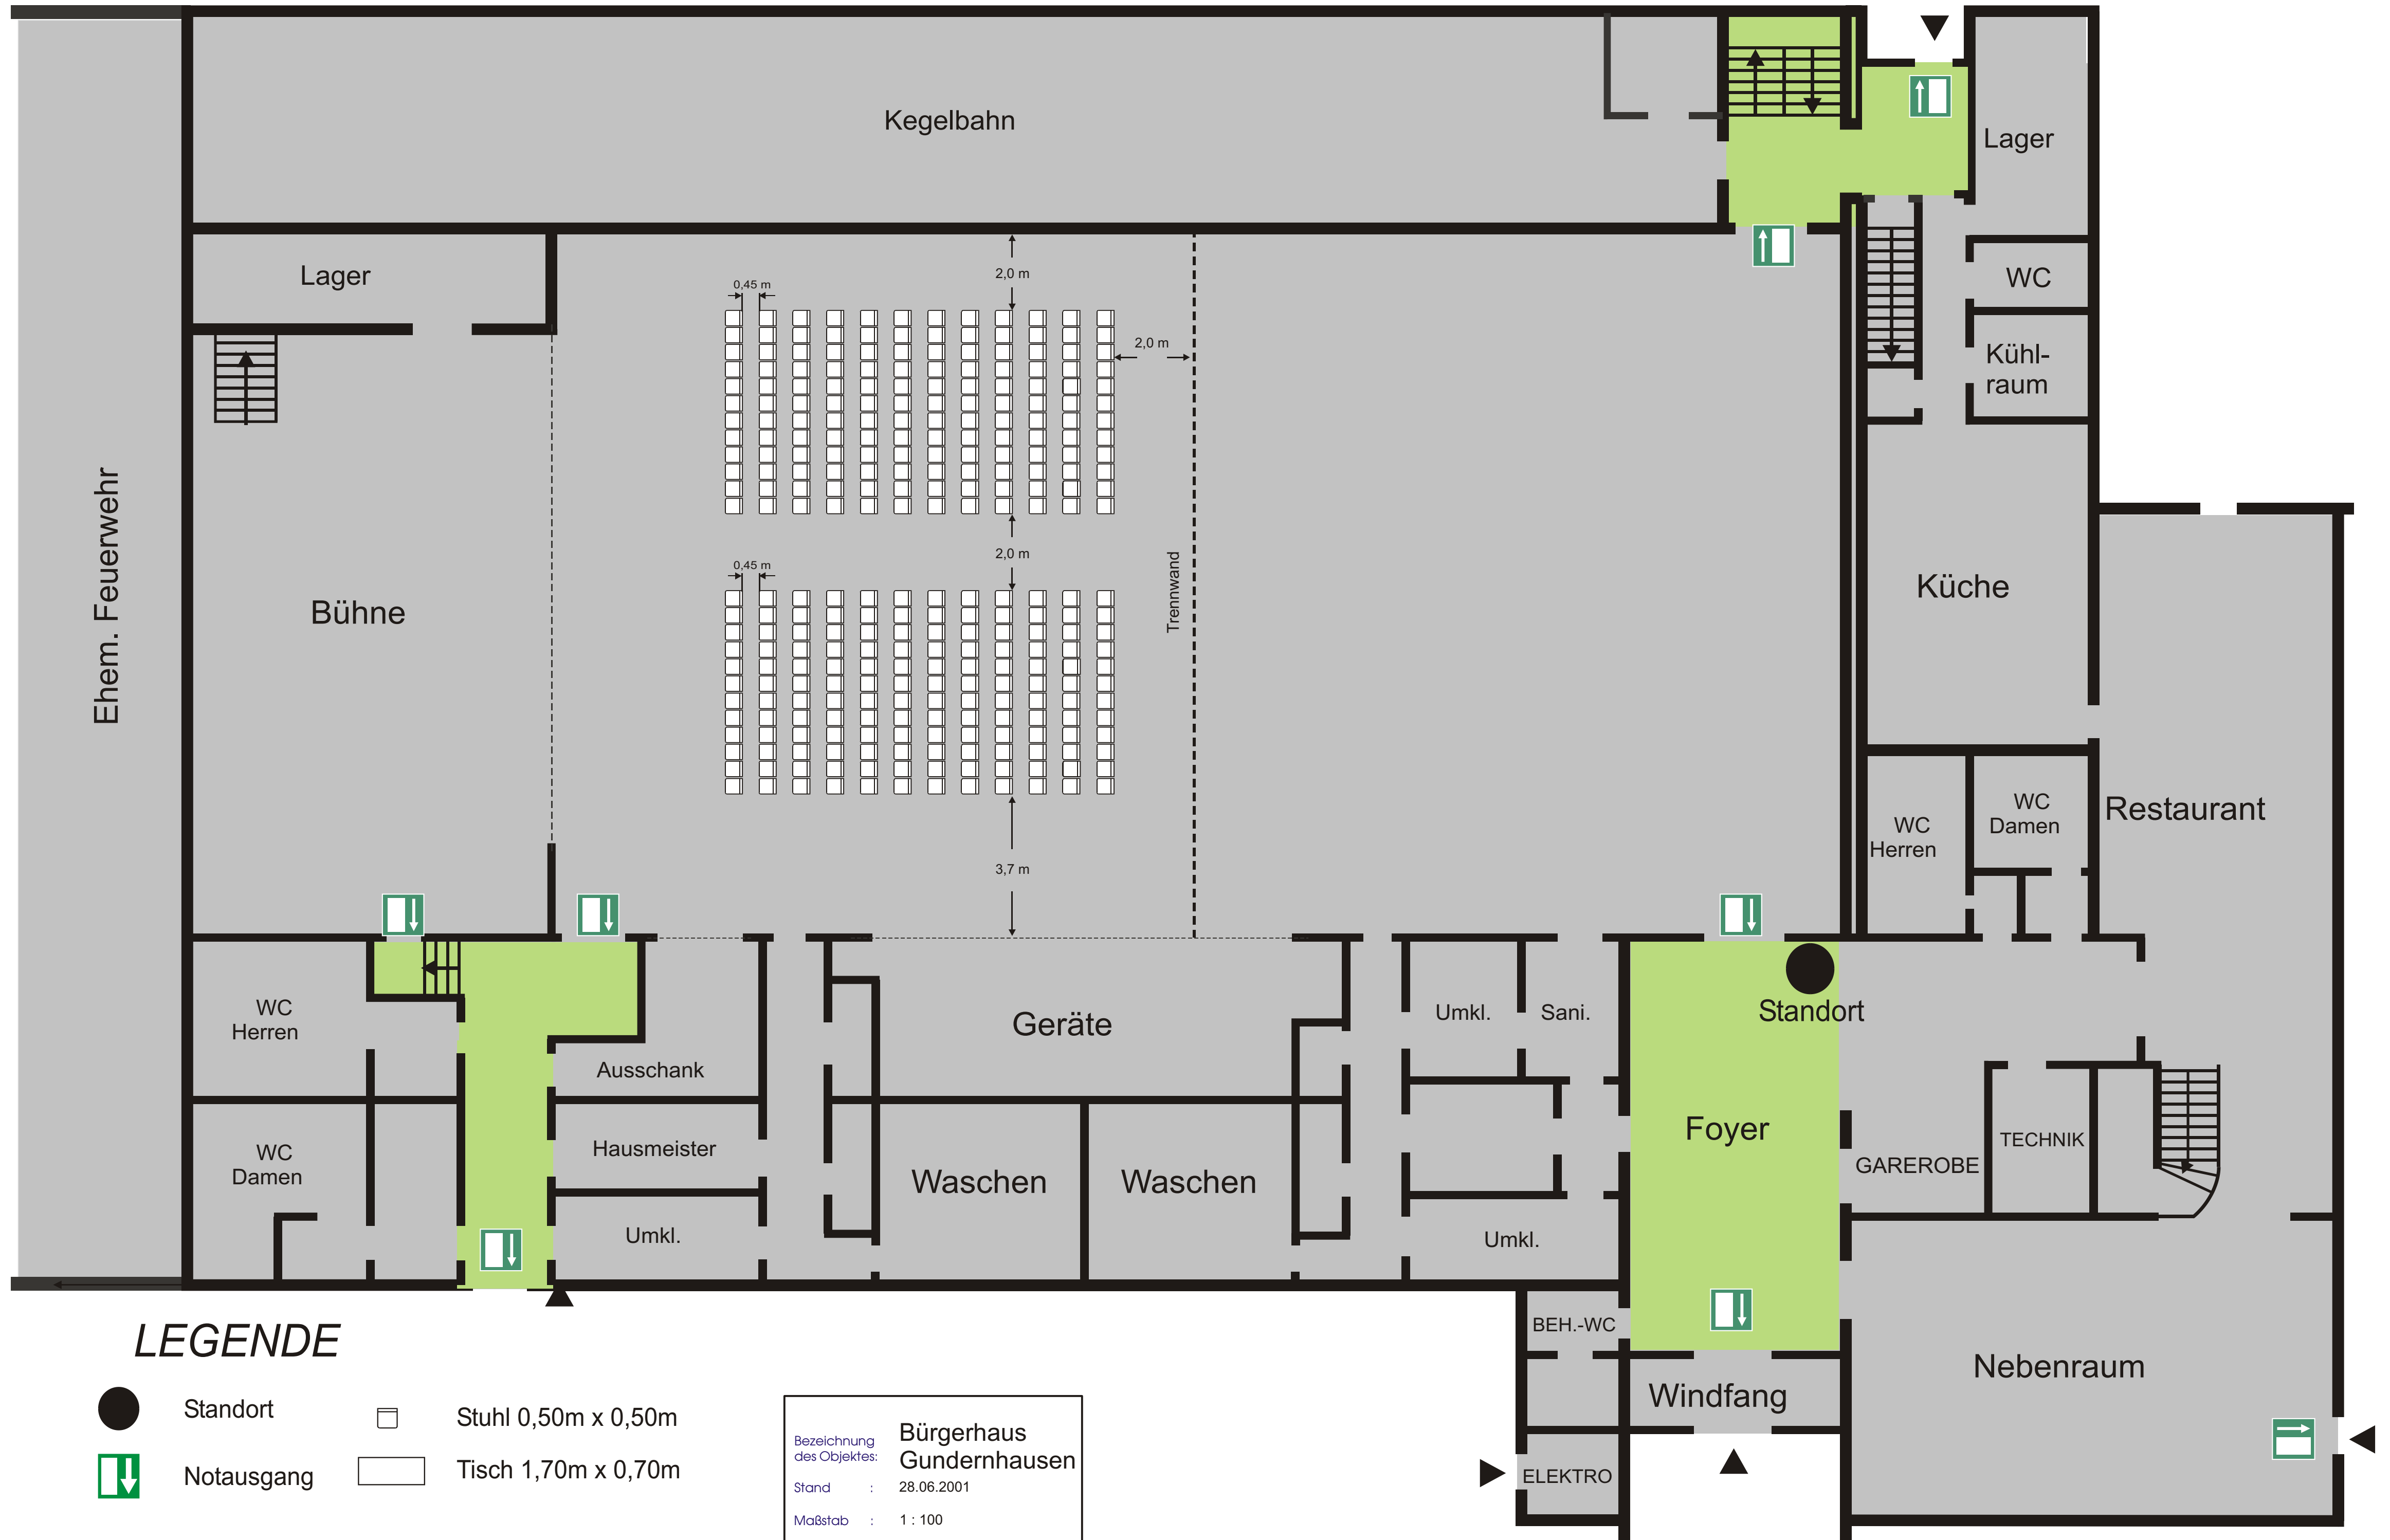 Kegelbahn
Lager
Lager
2,0 m
0,45 m
WC
2,0 m
Kühl-
raum
Ehem. Feuerwehr
2,0 m
0,45 m
Trennwand
Bühne
Küche
3,7 m
WC
Herren
WC
Damen
Restaurant
WC
Herren
Geräte
Umkl.
Sani.
Standort
Ausschank
Foyer
TECHNIK
GAREROBE
Hausmeister
WC
Damen
Waschen
Waschen
Umkl.
Umkl.
BEH.-WC
Windfang
Nebenraum
ELEKTRO
LEGENDE
Standort
Stuhl 0,50m x 0,50m
Notausgang
Tisch 1,70m x 0,70m
Bezeichnung
des Objektes:
Bürgerhaus
Gundernhausen
Stand : 28.06.2001
Maßstab : 1 : 100